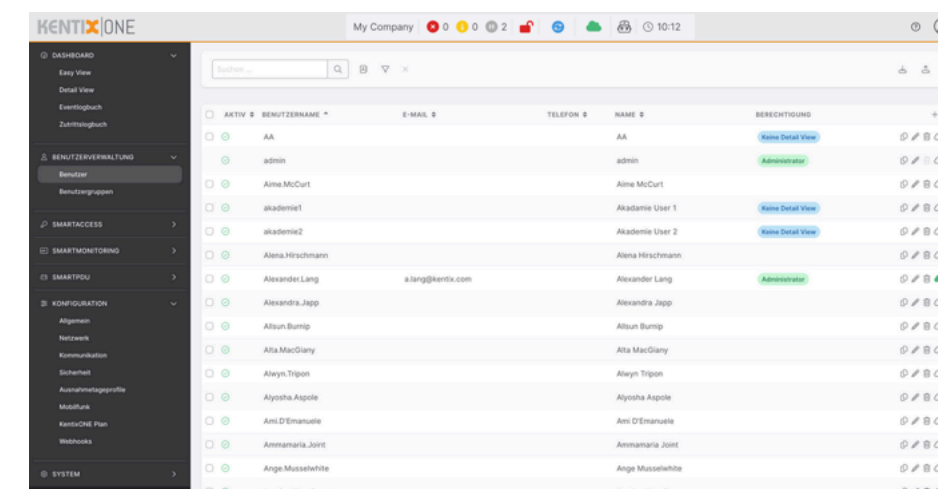 KENTIXONE
My Company 0 0 2 10:12
DASHBOARD
Easy View
Detail View
Eventlogbuch
Zutrittslogbuch
BENUTZERVERWALTUNG
Benutzer
Benutzergruppen
SMARTACCESS
SMARTMONITORING
SMARTPDU
KONFIGURATION
Allgemein
Netzwerk
Kommunikation
Sicherheit
Ausnahmetageprofile
Mobilfunk
KentixONE Plan
Webhooks
SYSTEM
Suchen ...
AKTIV BENUTZERNAME E-MAIL TELEFON NAME BERECHTIGUNG
AA AA Keine Detail View
admin admin Administrator
Aime.McCurt Aime McCurt
akademie1 Akadamie User 1 Keine Detail View
akademie2 Akademie User 2 Keine Detail View
Alena.Hirschmann Alena Hirschmann
Alexander.Lang a.lang@kentix.com Alexander Lang Administrator
Alexandra.Japp Alexandra Japp
Allsun.Burnip Allsun Burnip
Alta.MacGiany Alta MacGiany
Alwyn.Tripon Alwyn Tripon
Alyosha.Aspole Alyosha Aspole
Ami.D'Emanuele Ami D'Emanuele
Ammamaria.Joint Ammamaria Joint
Ange.Musselwhite Ange Musselwhite